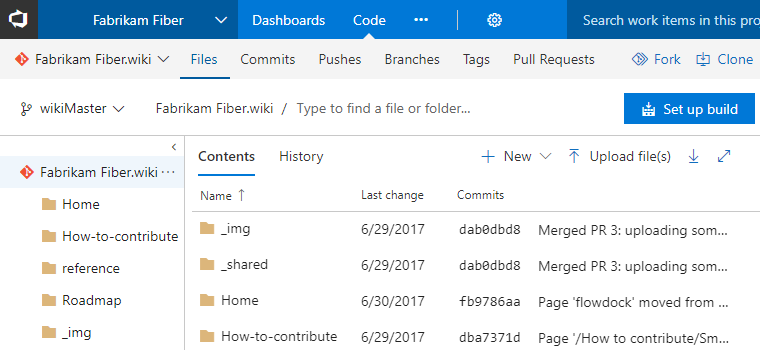 Fabrikam Fiber Dashboards Code ... Search work items in this pro
Fabrikam Fiber.wiki Files Commits Pushes Branches Tags Pull Requests Fork Clone
wikiMaster Fabrikam Fiber.wiki / Type to find a file or folder... Set up build
Contents History New Upload file(s)
Fabrikam Fiber.wiki ...
Name Last change Commits
Home
_img 6/29/2017 dab0dbd8 Merged PR 3: uploading som...
How-to-contribute
_shared 6/29/2017 dab0dbd8 Merged PR 3: uploading som...
reference
Home 6/30/2017 fb9786aa Page 'flowdock' moved from ...
Roadmap
_img
How-to-contribute 6/29/2017 dba7371d Page '/How to contribute/Sm...